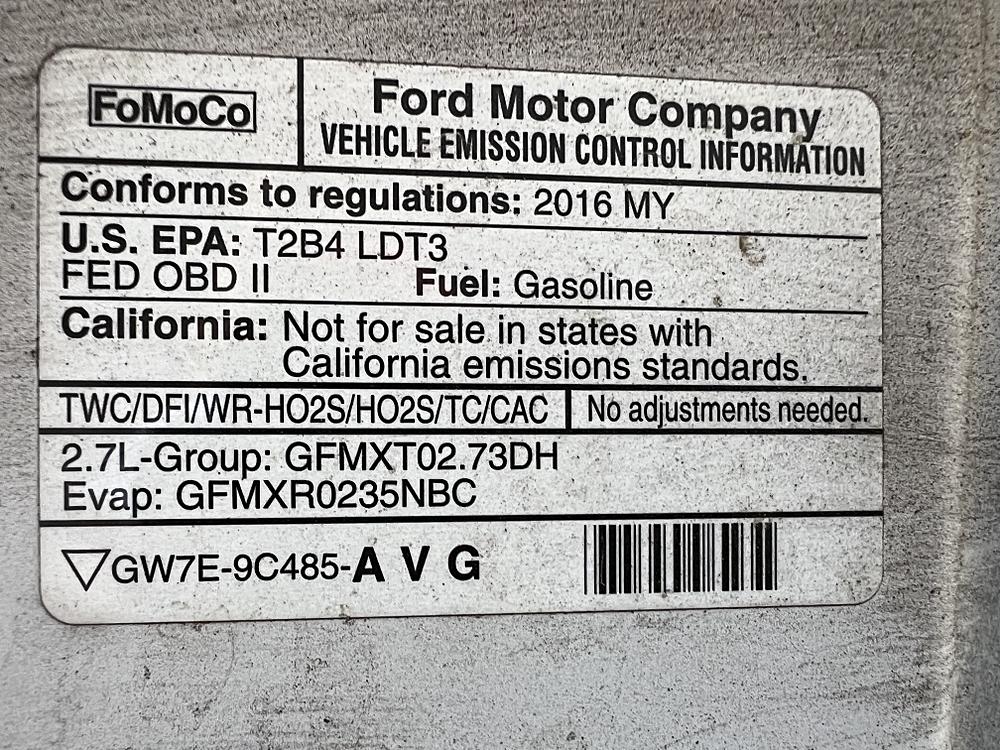 FoMoCo
Ford Motor Company
VEHICLE EMISSION CONTROL INFORMATION
Conforms to regulations: 2016 MY
U.S. EPA: T2B4 LDT3
FED OBD II Fuel: Gasoline
California: Not for sale in states with
California emissions standards.
TWC/DFI/WR-HO2S/HO2S/TC/CAC No adjustments needed.
2.7L-Group: GFMXT02.73DH
Evap: GFMXR0235NBC
GW7E-9C485-A V G